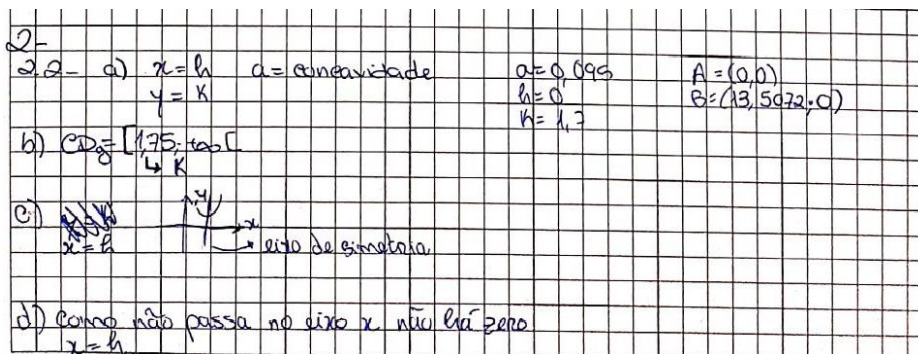 2-
2.2- a) x = h a = concavidade a = 0,095 A = (0,0)
y = K h = 0 B = (13,5072;0)
K = 1,7
b) CDg = [1,75; +∞[
↳ K
c) y x
x = h → eixo de simetria
d) Como não passa no eixo x não há zero
x = h